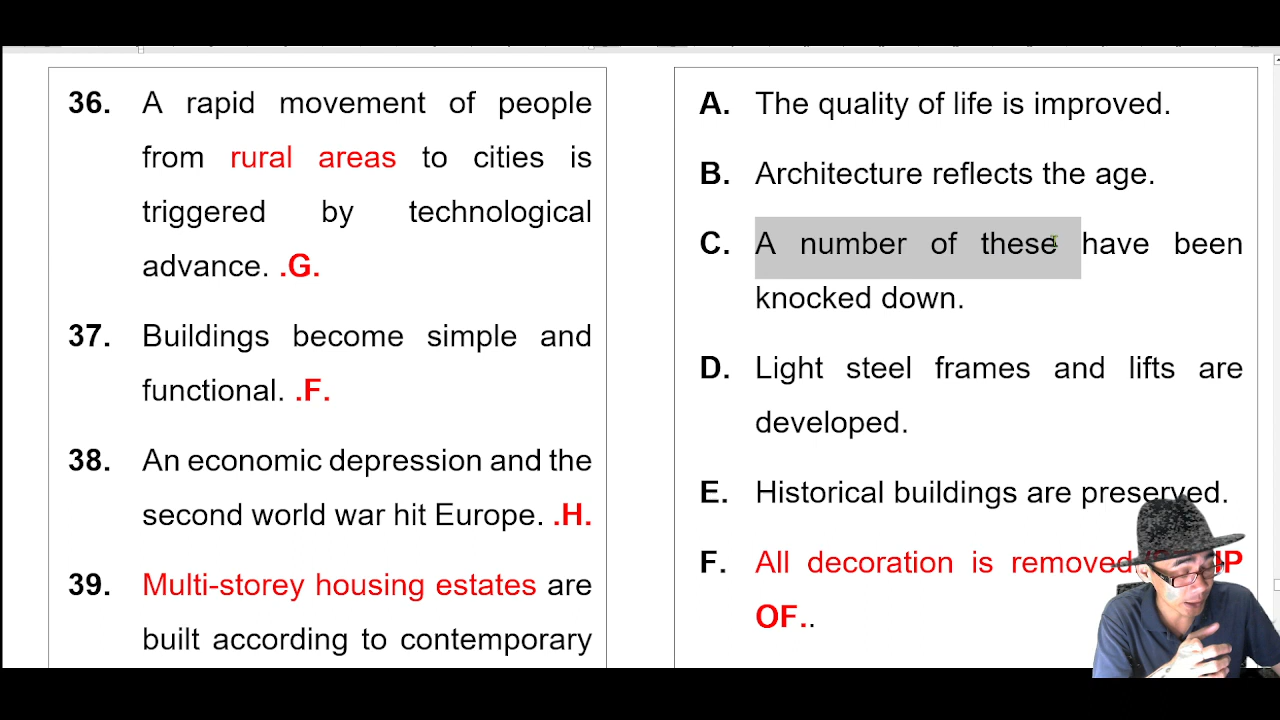 36. A rapid movement of people
from rural areas to cities is
triggered by technological
advance. .G.
37. Buildings become simple and
functional. .F.
38. An economic depression and the
second world war hit Europe. .H.
39. Multi-storey housing estates are
built according to contemporary
A. The quality of life is improved.
B. Architecture reflects the age.
C. A number of these have been
knocked down.
D. Light steel frames and lifts are
developed.
E. Historical buildings are preserved.
F. All decoration is removed
OF..